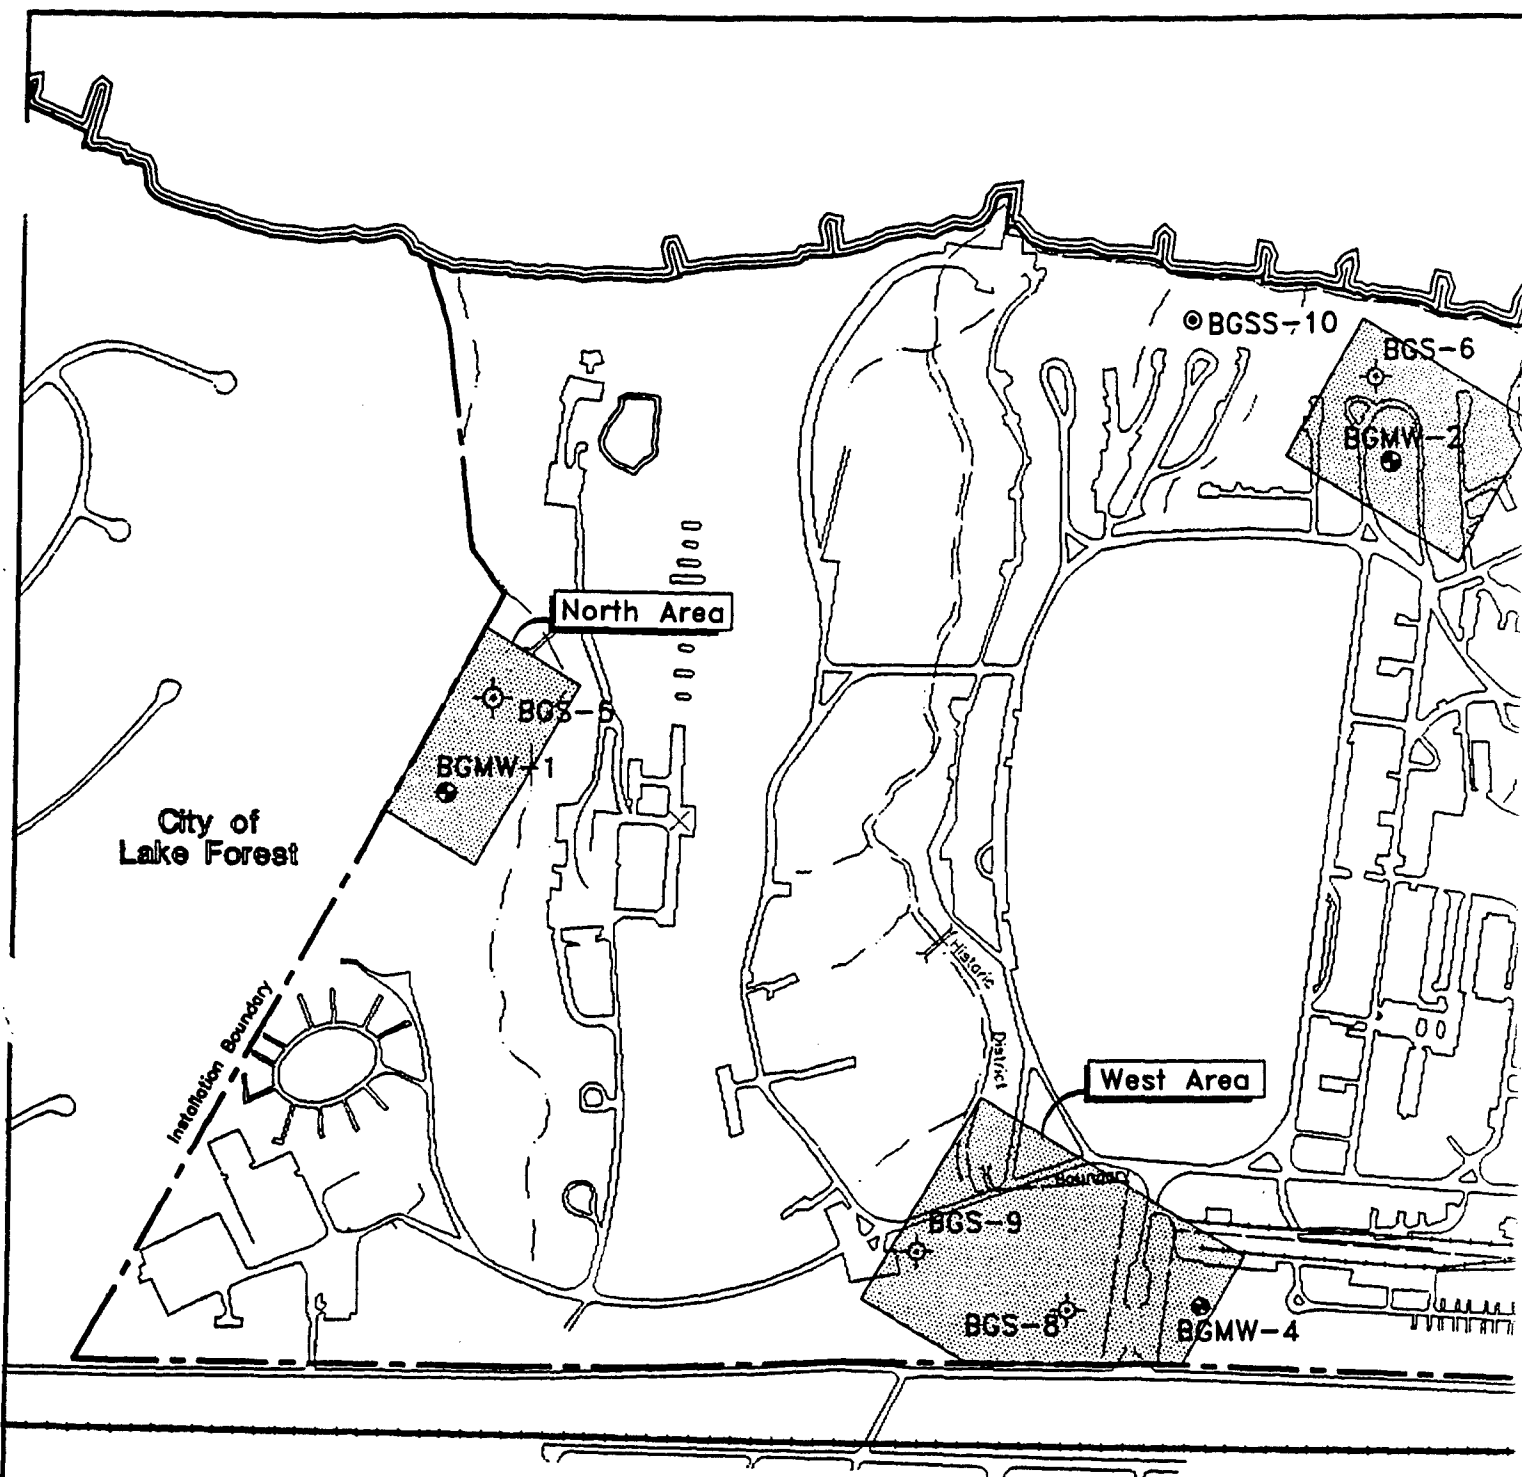 BGSS-10
BGS-6
BGMW-2
North Area
BGS-5
BGMW-1
City of
Lake Forest
Historic
Installation Boundary
District
West Area
Boundary
BGS-9
BGS-8
BGMW-4